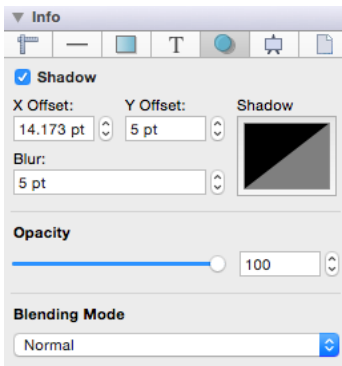 Info
T
Shadow
X Offset: Y Offset: Shadow
14.173 pt 5 pt
Blur:
5 pt
Opacity
100
Blending Mode
Normal